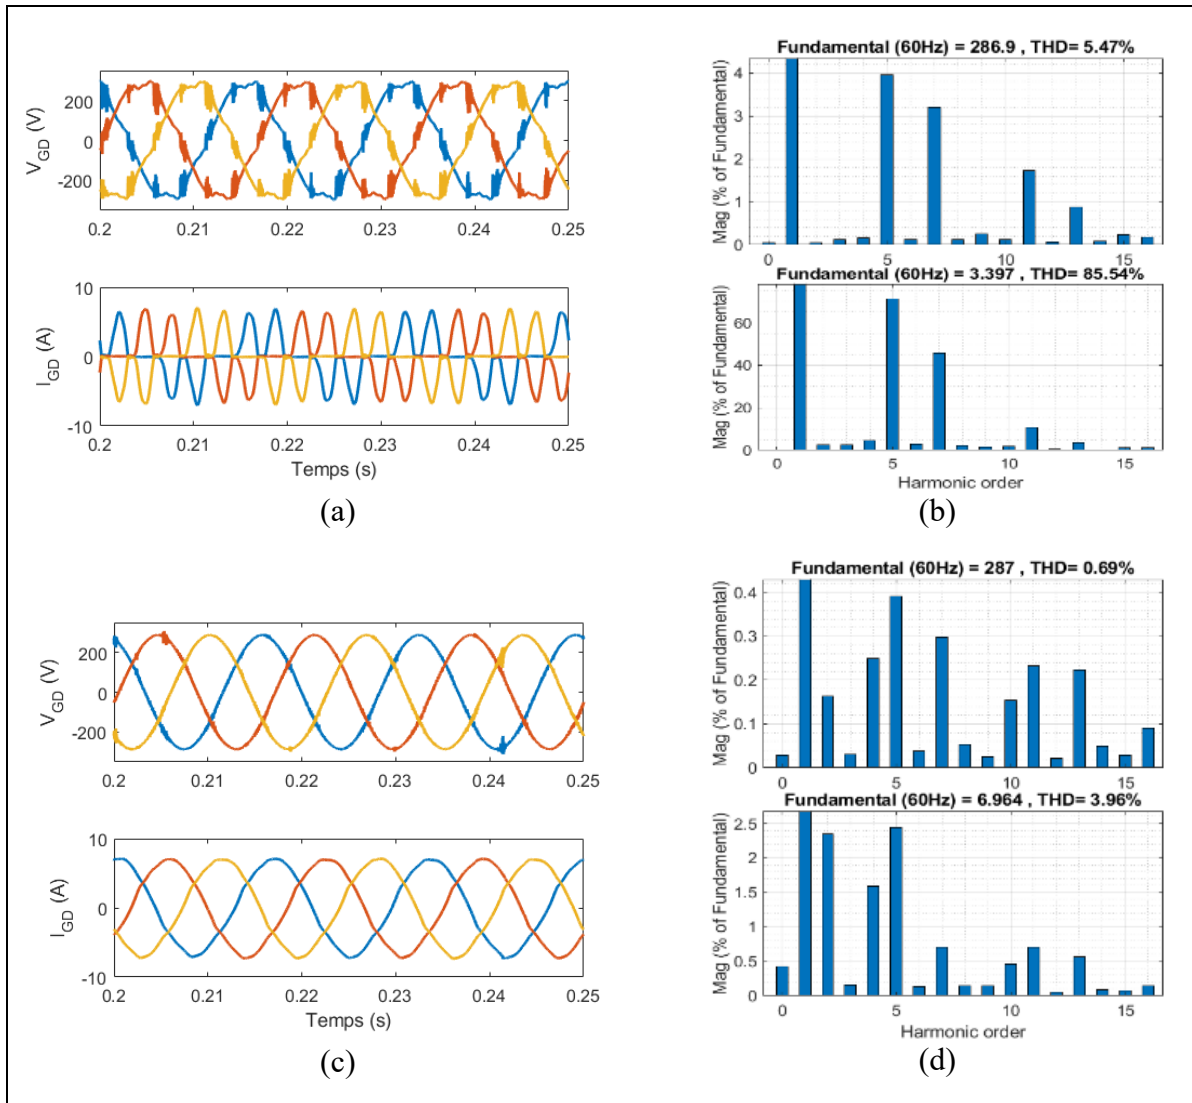 V_GD (V)
200
0
-200
0.2 0.21 0.22 0.23 0.24 0.25
I_GD (A)
10
0
-10
0.2 0.21 0.22 0.23 0.24 0.25
Temps (s)
(a)
Fundamental (60Hz) = 286.9 , THD= 5.47%
Mag (% of Fundamental)
4
3
2
1
0
0 5 10 15
Fundamental (60Hz) = 3.397 , THD= 85.54%
Mag (% of Fundamental)
60
40
20
0
0 5 10 15
Harmonic order
(b)
V_GD (V)
200
0
-200
0.2 0.21 0.22 0.23 0.24 0.25
I_GD (A)
10
0
-10
0.2 0.21 0.22 0.23 0.24 0.25
Temps (s)
(c)
Fundamental (60Hz) = 287 , THD= 0.69%
Mag (% of Fundamental)
0.4
0.3
0.2
0.1
0
0 5 10 15
Fundamental (60Hz) = 6.964 , THD= 3.96%
Mag (% of Fundamental)
2.5
2
1.5
1
0.5
0
0 5 10 15
Harmonic order
(d)